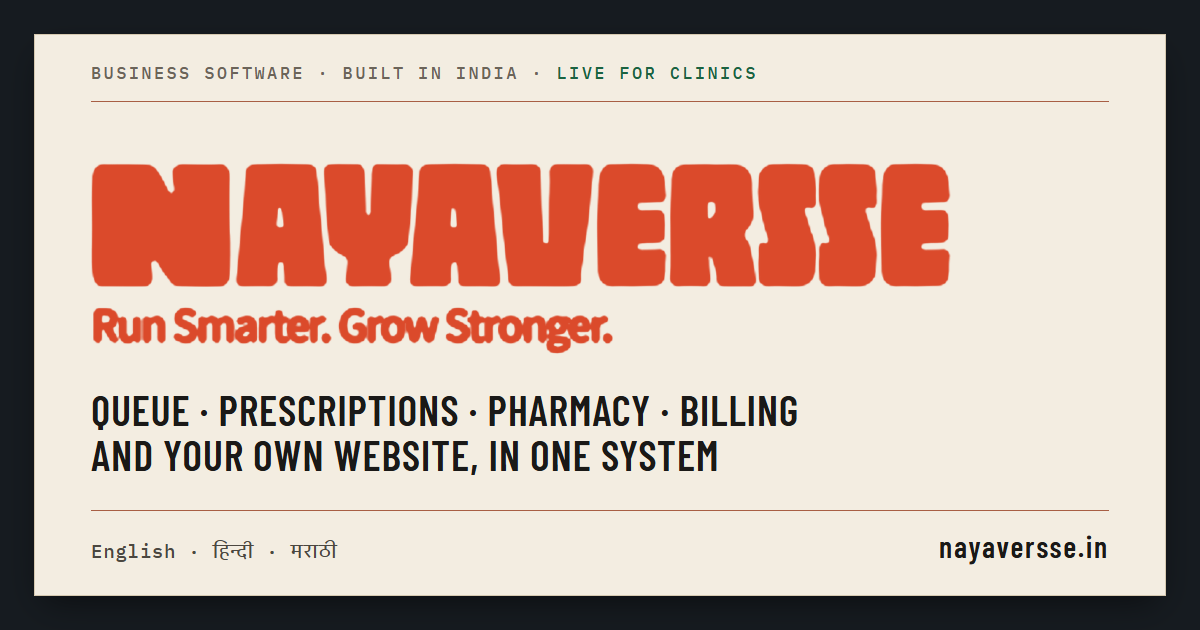 BUSINESS SOFTWARE · BUILT IN INDIA · LIVE FOR CLINICS
NAYAVERSSE
Run Smarter. Grow Stronger.
QUEUE · PRESCRIPTIONS · PHARMACY · BILLING
AND YOUR OWN WEBSITE, IN ONE SYSTEM
English · हिन्दी · मराठी
nayaversse.in